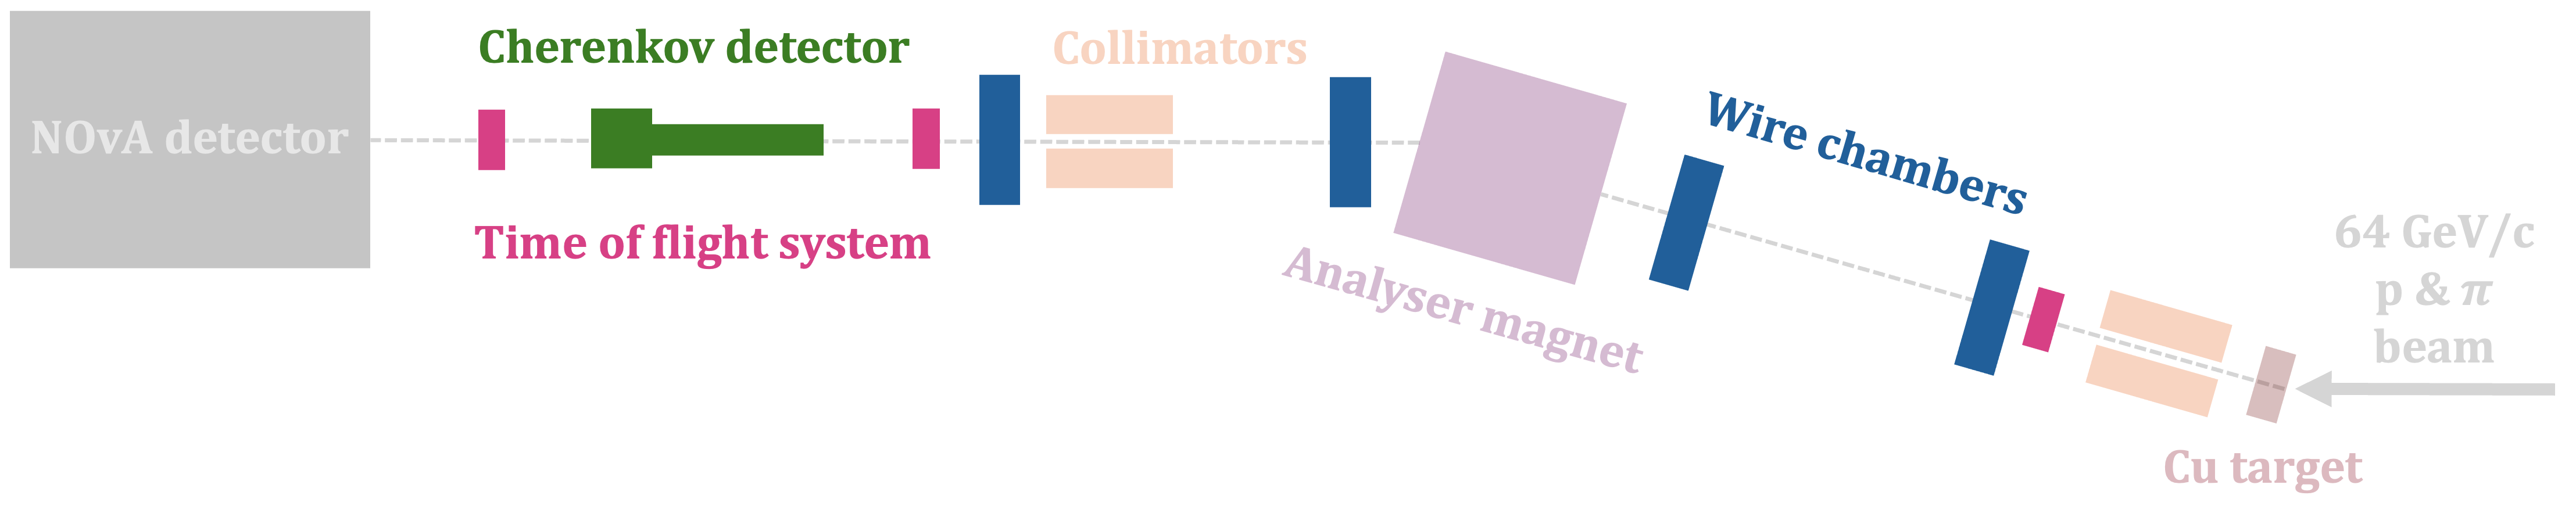 Cherenkov detector
Collimators
NOvA detector
Wire chambers
Time of flight system
Analyser magnet
64 GeV/c
p & π
beam
Cu target